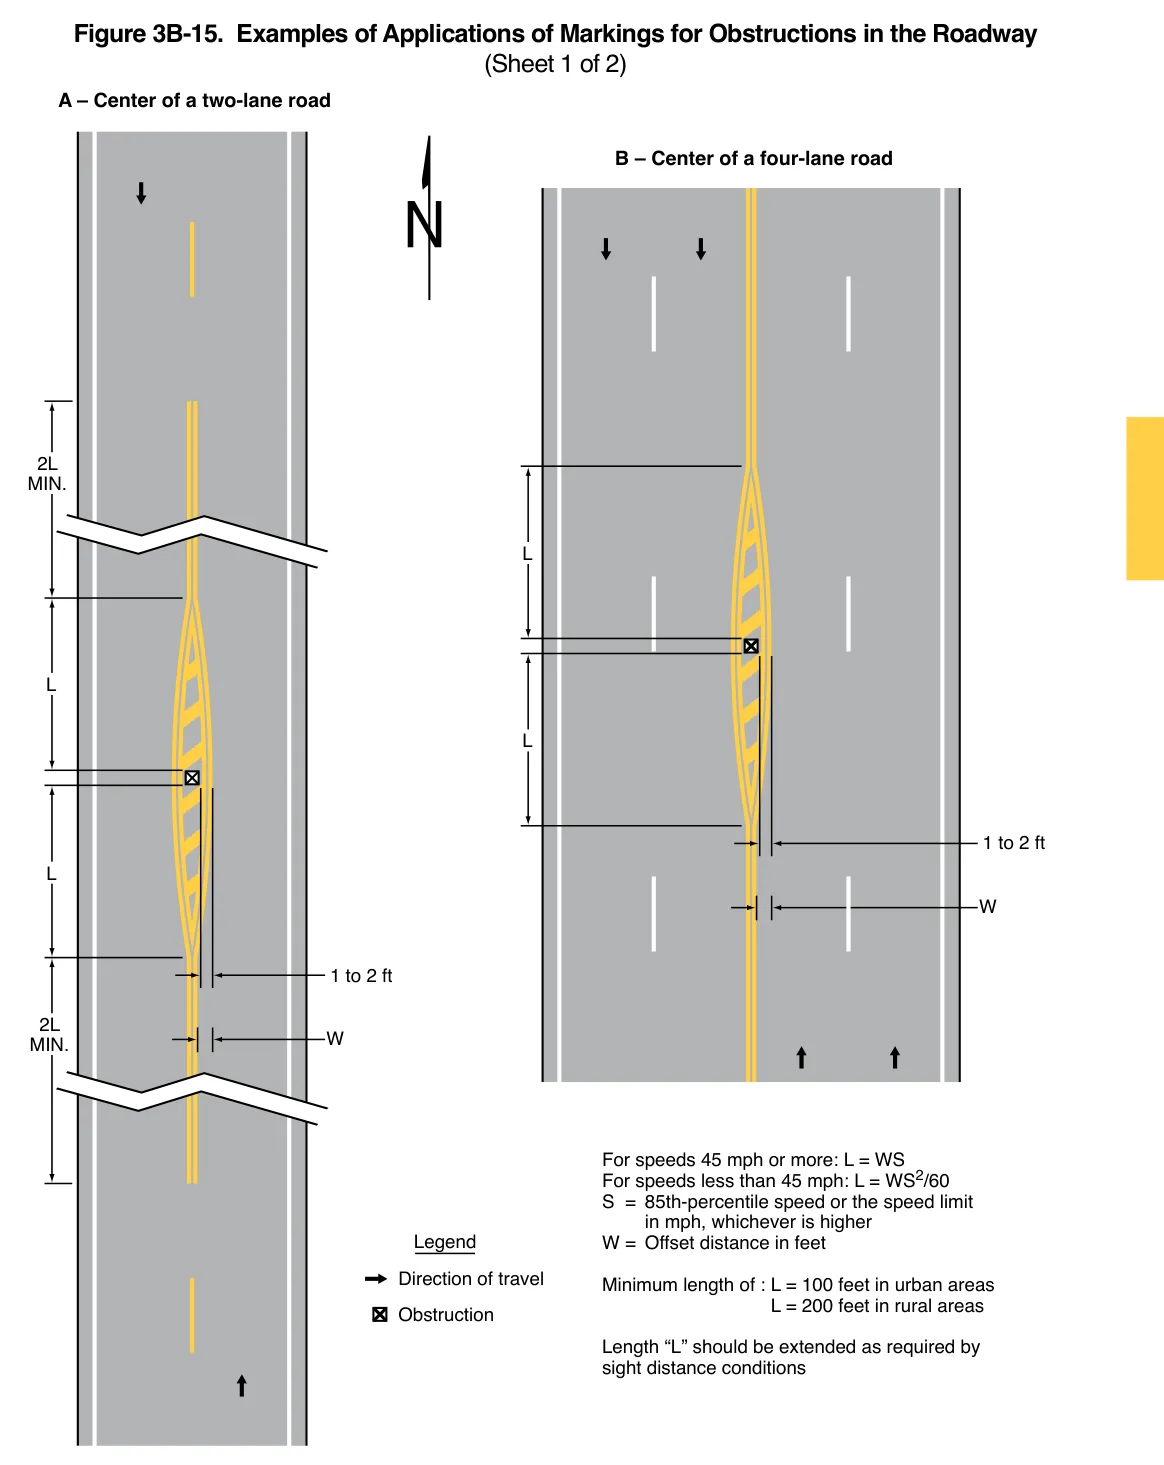 Figure 3B-15. Examples of Applications of Markings for Obstructions in the Roadway
(Sheet 1 of 2)
A – Center of a two-lane road
B – Center of a four-lane road
N
2L
MIN.
L
L
2L
MIN.
1 to 2 ft
W
L
L
1 to 2 ft
W
For speeds 45 mph or more: L = WS
For speeds less than 45 mph: L = WS²/60
S = 85th-percentile speed or the speed limit
in mph, whichever is higher
W = Offset distance in feet
Minimum length of : L = 100 feet in urban areas
L = 200 feet in rural areas
Length “L” should be extended as required by
sight distance conditions
Legend
Direction of travel
Obstruction